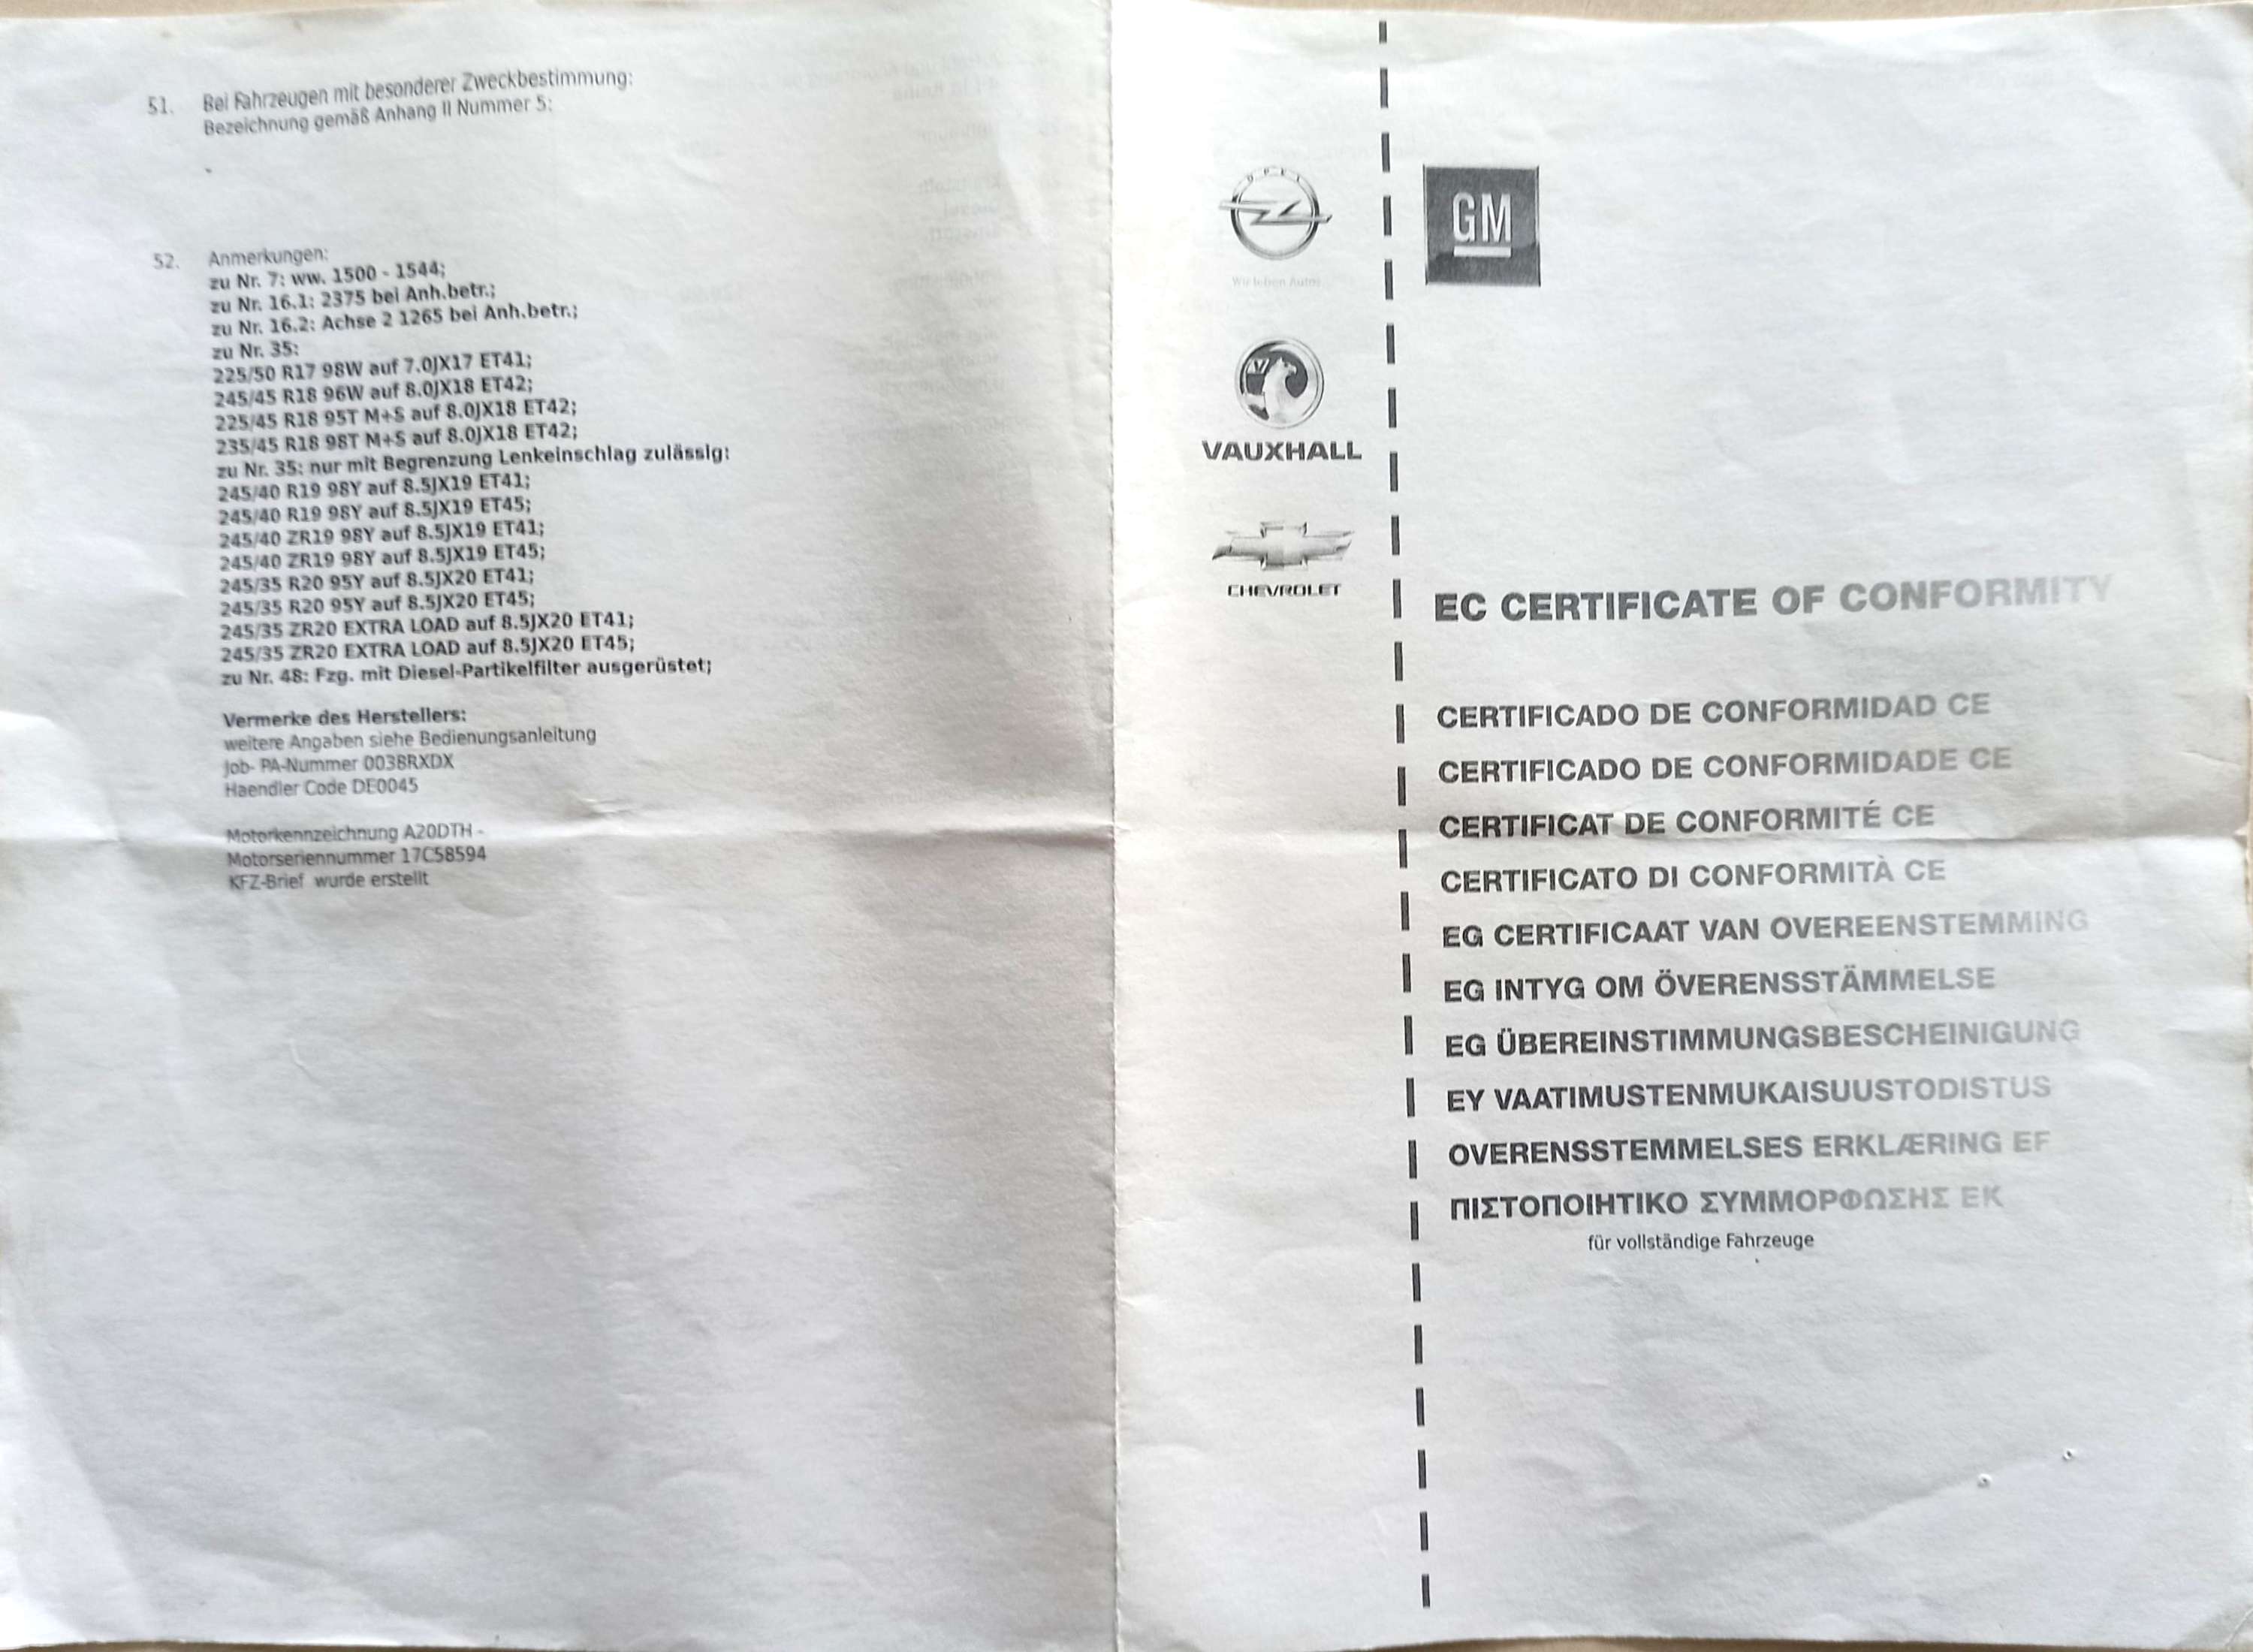 51. Bei Fahrzeugen mit besonderer Zweckbestimmung:
Bezeichnung gemäß Anhang II Nummer 5:
52. Anmerkungen:
zu Nr. 7: ww. 1500 - 1544;
zu Nr. 16.1: 2375 bei Anh.betr.;
zu Nr. 16.2: Achse 2 1265 bei Anh.betr.;
zu Nr. 35:
225/50 R17 98W auf 7.0JX17 ET41;
245/45 R18 96W auf 8.0JX18 ET42;
225/45 R18 95T M+S auf 8.0JX18 ET42;
235/45 R18 98T M+S auf 8.0JX18 ET42;
zu Nr. 35: nur mit Begrenzung Lenkeinschlag zulässig:
245/40 R19 98Y auf 8.5JX19 ET41;
245/40 R19 98Y auf 8.5JX19 ET45;
245/40 ZR19 98Y auf 8.5JX19 ET41;
245/40 ZR19 98Y auf 8.5JX19 ET45;
245/35 R20 95Y auf 8.5JX20 ET41;
245/35 R20 95Y auf 8.5JX20 ET45;
245/35 ZR20 EXTRA LOAD auf 8.5JX20 ET41;
245/35 ZR20 EXTRA LOAD auf 8.5JX20 ET45;
zu Nr. 48: Fzg. mit Diesel-Partikelfilter ausgerüstet;
Vermerke des Herstellers:
weitere Angaben siehe Bedienungsanleitung
Job- PA-Nummer 003BRXDX
Haendler Code DE0045
Motorkennzeichnung A20DTH -
Motorseriennummer 17C58594
KFZ-Brief wurde erstellt
OPEL
Wir leben Autos
GM
VAUXHALL
CHEVROLET
EC CERTIFICATE OF CONFORMITY
CERTIFICADO DE CONFORMIDAD CE
CERTIFICADO DE CONFORMIDADE CE
CERTIFICAT DE CONFORMITÉ CE
CERTIFICATO DI CONFORMITÀ CE
EG CERTIFICAAT VAN OVEREENSTEMMING
EG INTYG OM ÖVERENSSTÄMMELSE
EG ÜBEREINSTIMMUNGSBESCHEINIGUNG
EY VAATIMUSTENMUKAISUUSTODISTUS
OVERENSSTEMMELSES ERKLÆRING EF
ΠΙΣΤΟΠΟΙΗΤΙΚΟ ΣΥΜΜΟΡΦΩΣΗΣ ΕΚ
für vollständige Fahrzeuge